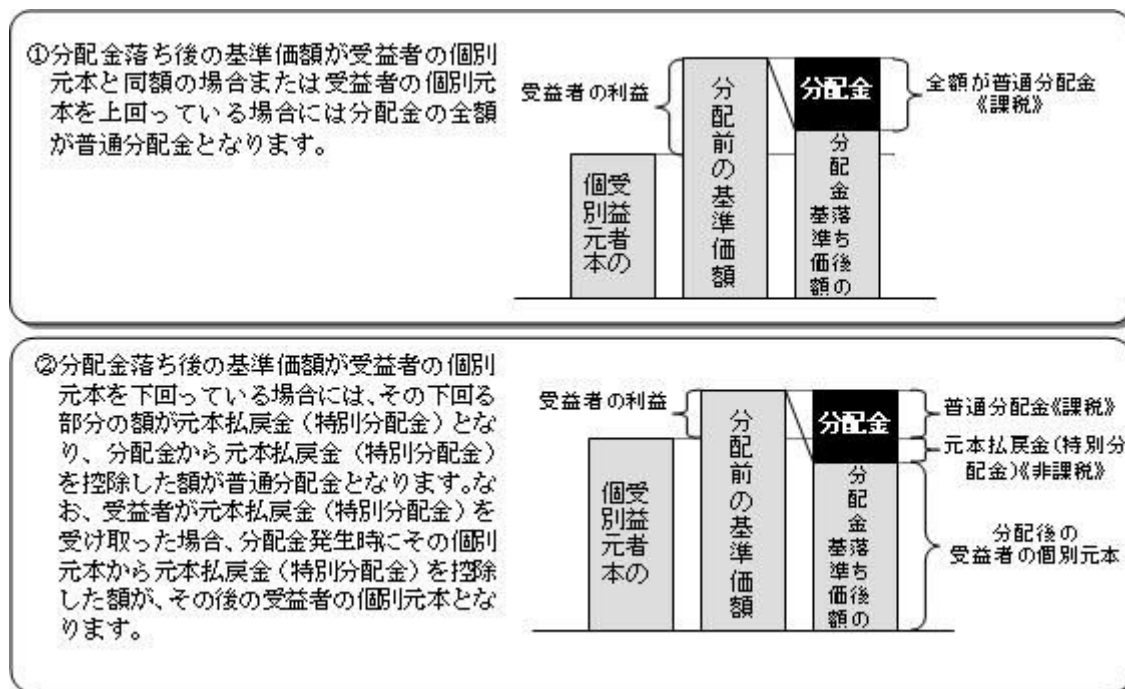 ①分配金落ち後の基準価額が受益者の個別
元本と同額の場合または受益者の個別元
本を上回っている場合には分配金の全額
が普通分配金となります。
受益者の利益
受益者の
個別元本
分配前の基準価額
分配金
分配金落ち後の
基準価額
全額が普通分配金
《課税》
②分配金落ち後の基準価額が受益者の個別
元本を下回っている場合には、その下回る
部分の額が元本払戻金（特別分配金）とな
り、分配金から元本払戻金（特別分配金）
を控除した額が普通分配金となります。な
お、受益者が元本払戻金（特別分配金）を
受け取った場合、分配金発生時にその個別
元本から元本払戻金（特別分配金）を控除
した額が、その後の受益者の個別元本とな
ります。
受益者の利益
受益者の
個別元本
分配前の基準価額
分配金
分配金落ち後の
基準価額
普通分配金《課税》
元本払戻金（特別分
配金）《非課税》
分配後の
受益者の個別元本